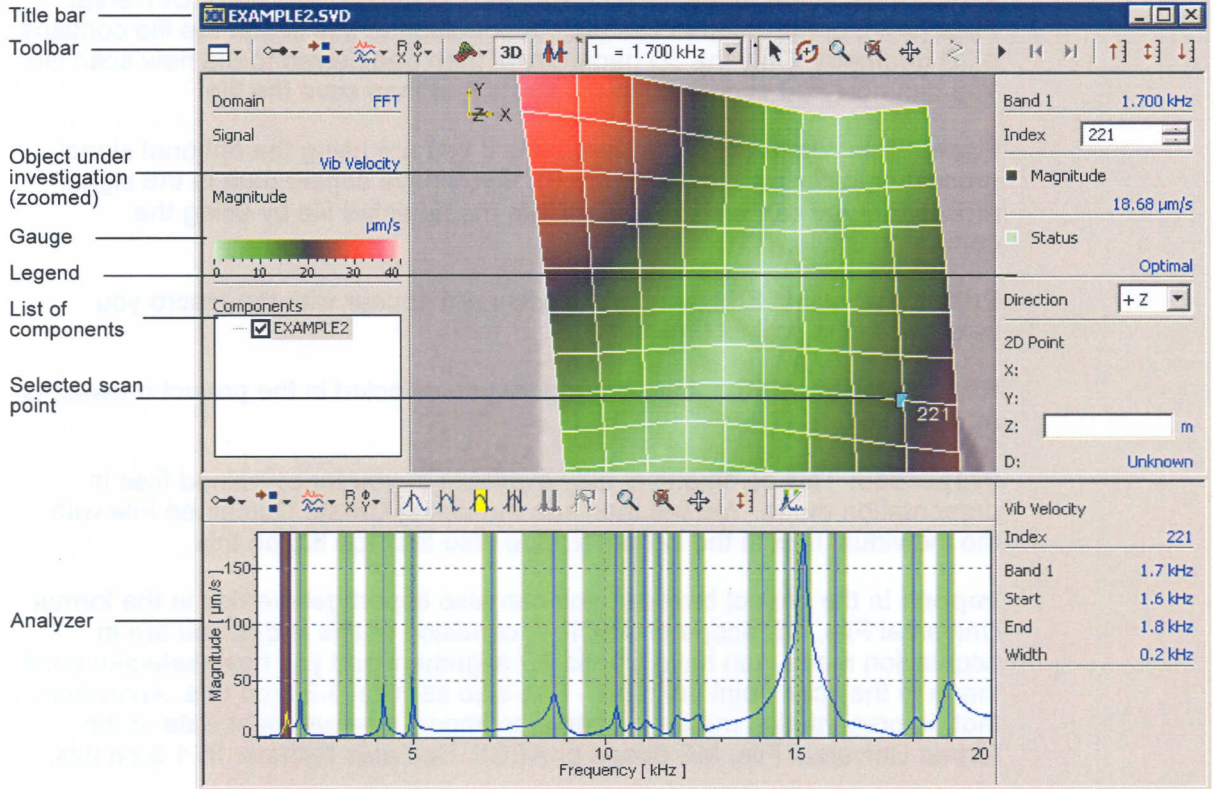 Title bar
Toolbar
Object under
investigation
(zoomed)
Gauge
Legend
List of
components
Selected scan
point
Analyzer
EXAMPLE2.SVD
3D
1 = 1.700 kHz
Domain FFT
Signal
Vib Velocity
Magnitude
µm/s
0 10 20 30 40
Components
EXAMPLE2
Y
Z X
221
Band 1 1.700 kHz
Index 221
Magnitude
18.68 µm/s
Status
Optimal
Direction +Z
2D Point
X:
Y:
Z: m
D: Unknown
Magnitude [ µm/s ]
150
100
50
0
5 10 15 20
Frequency [ kHz ]
Vib Velocity
Index 221
Band 1 1.7 kHz
Start 1.6 kHz
End 1.8 kHz
Width 0.2 kHz